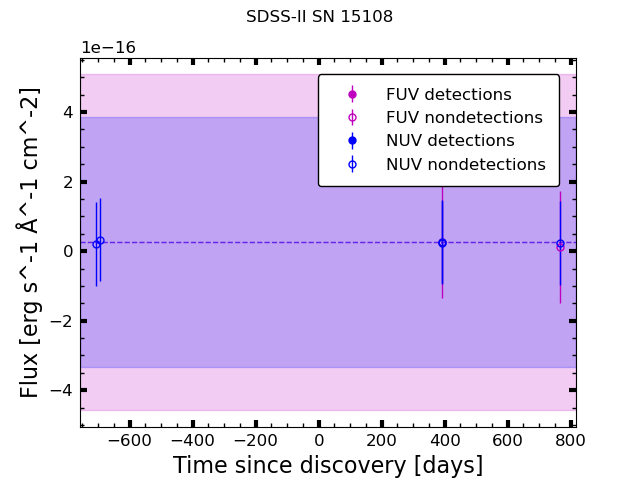 SDSS-II SN 15108
1e−16
FUV detections
FUV nondetections
NUV detections
NUV nondetections
4
2
0
−2
−4
Flux [erg s^-1 Å^-1 cm^-2]
−600 −400 −200 0 200 400 600 800
Time since discovery [days]